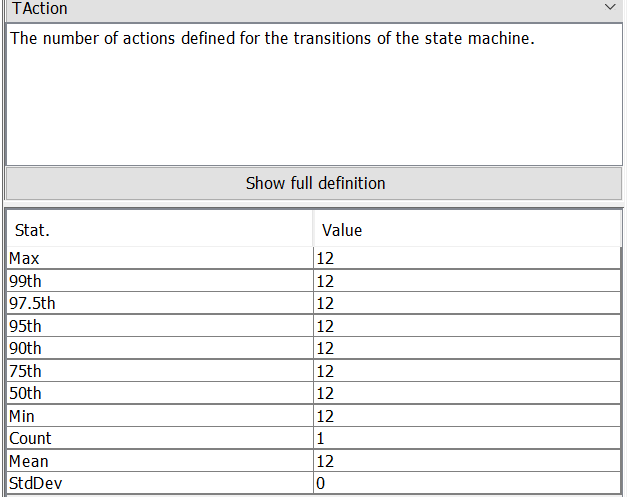 TAction
The number of actions defined for the transitions of the state machine.
Show full definition
Stat. Value
Max 12
99th 12
97.5th 12
95th 12
90th 12
75th 12
50th 12
Min 12
Count 1
Mean 12
StdDev 0